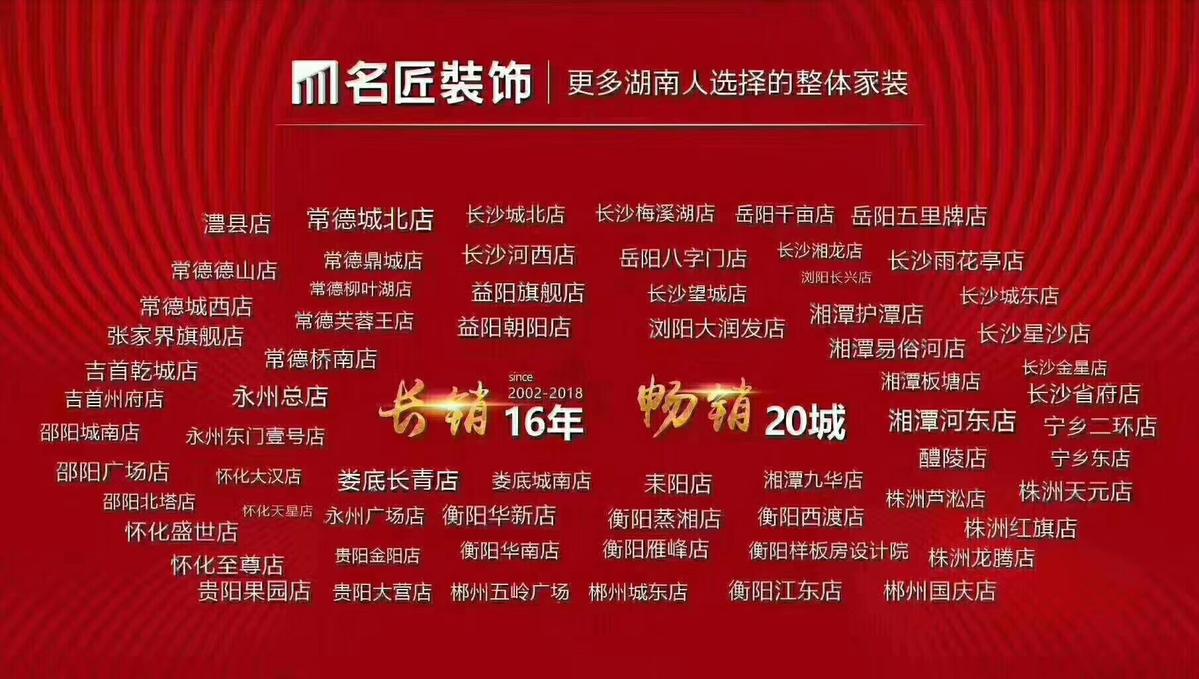 名匠裝饰 更多湖南人选择的整体家装
澧县店 常德城北店 长沙城北店 长沙梅溪湖店 岳阳千亩店 岳阳五里牌店
常德德山店 常德鼎城店 长沙河西店 岳阳八字门店 长沙湘龙店 长沙雨花亭店
常德柳叶湖店 浏阳长兴店
常德城西店 益阳旗舰店 长沙望城店 长沙城东店
张家界旗舰店 常德芙蓉王店 益阳朝阳店 浏阳大润发店 湘潭护潭店 长沙星沙店
吉首乾城店 常德桥南店 湘潭易俗河店 长沙金星店
吉首州府店 永州总店 湘潭板塘店 长沙省府店
长销 since 2002-2018 16年 畅销 20城
邵阳城南店 永州东门壹号店 湘潭河东店 宁乡二环店
邵阳广场店 怀化大汉店 娄底长青店 娄底城南店 耒阳店 湘潭九华店 醴陵店 宁乡东店
邵阳北塔店 怀化天星店 永州广场店 衡阳华新店 衡阳蒸湘店 衡阳西渡店 株洲芦淞店 株洲天元店
怀化盛世店 株洲红旗店
怀化至尊店 贵阳金阳店 衡阳华南店 衡阳雁峰店 衡阳样板房设计院 株洲龙腾店
贵阳果园店 贵阳大营店 郴州五岭广场 郴州城东店 衡阳江东店 郴州国庆店